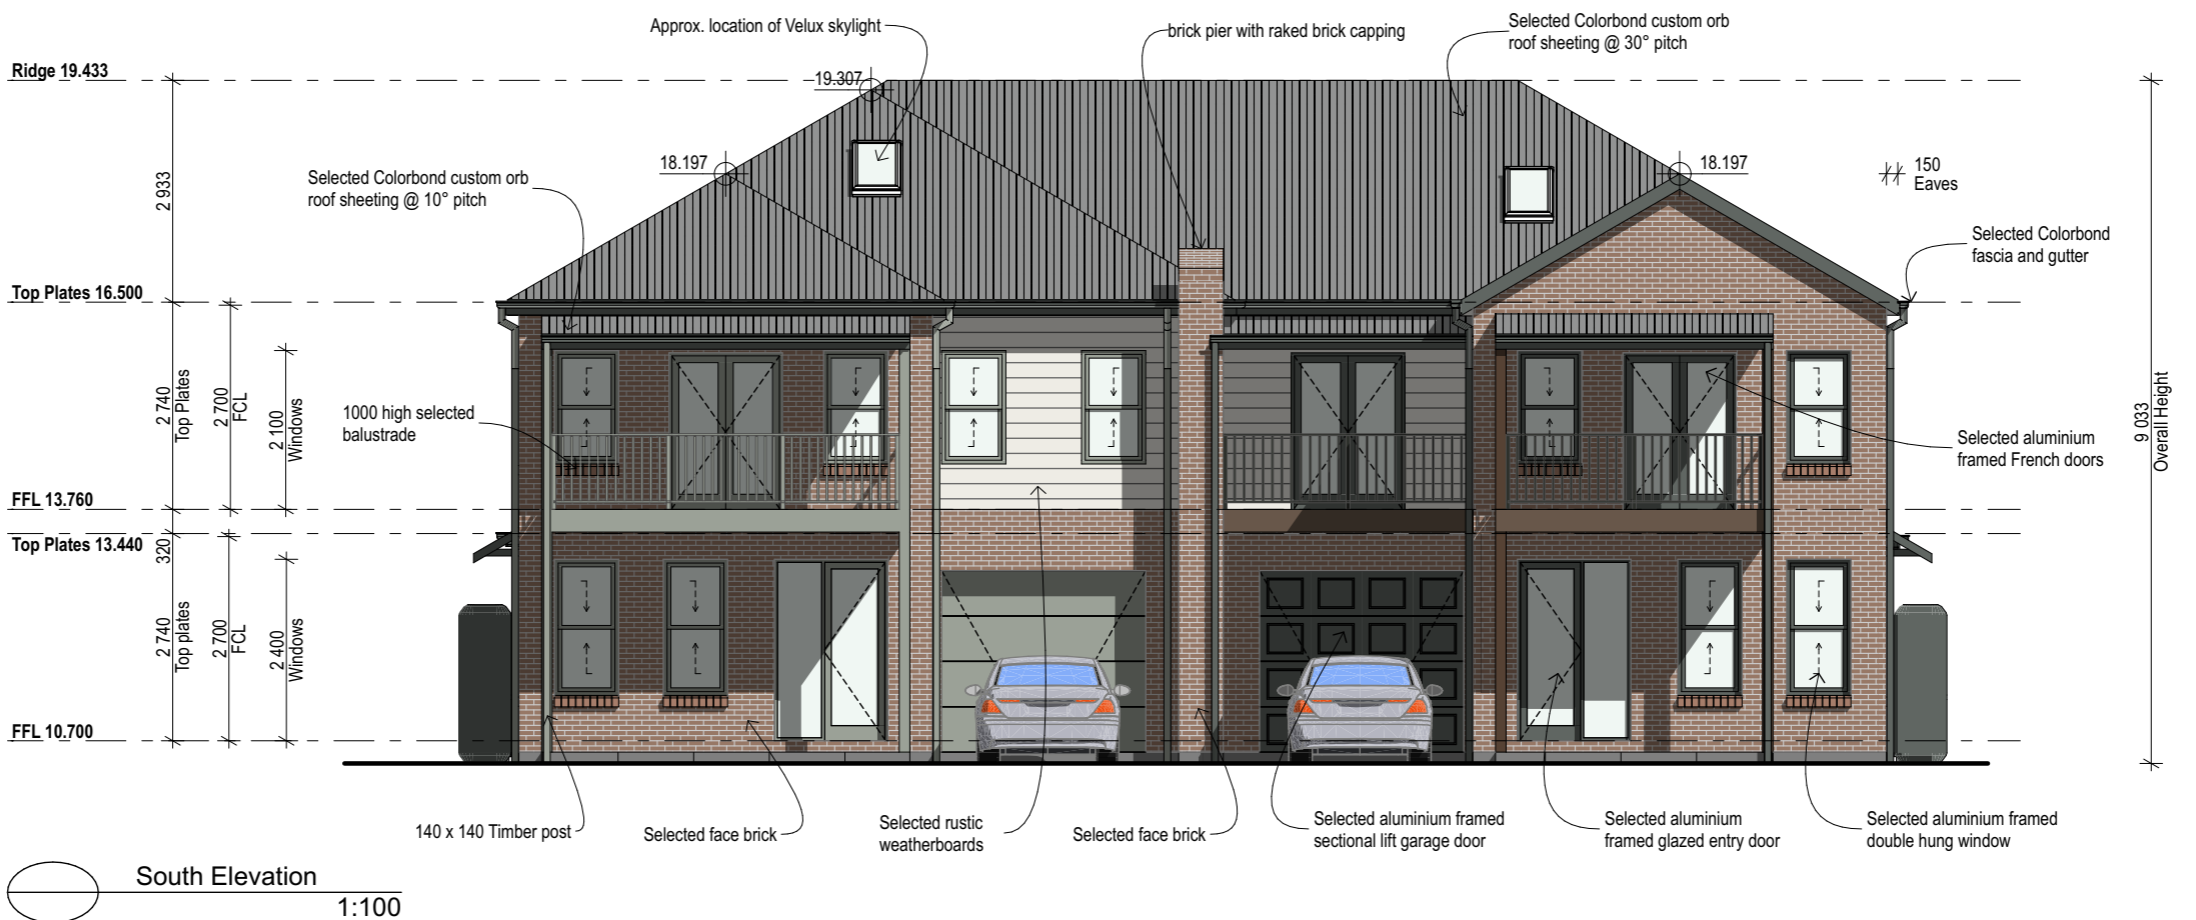 Approx. location of Velux skylight
brick pier with raked brick capping
Selected Colorbond custom orb
roof sheeting @ 30° pitch
Ridge 19.433
19.307
18.197
18.197
150
Eaves
Selected Colorbond custom orb
roof sheeting @ 10° pitch
2 933
Selected Colorbond
fascia and gutter
Top Plates 16.500
2 740
Top Plates
2 700
FCL
2 100
Windows
1000 high selected
balustrade
9 033
Overall Height
Selected aluminium
framed French doors
FFL 13.760
Top Plates 13.440
320
2 740
Top plates
2 700
FCL
2 400
Windows
FFL 10.700
140 x 140 Timber post
Selected face brick
Selected rustic
weatherboards
Selected face brick
Selected aluminium framed
sectional lift garage door
Selected aluminium
framed glazed entry door
Selected aluminium framed
double hung window
South Elevation
1:100